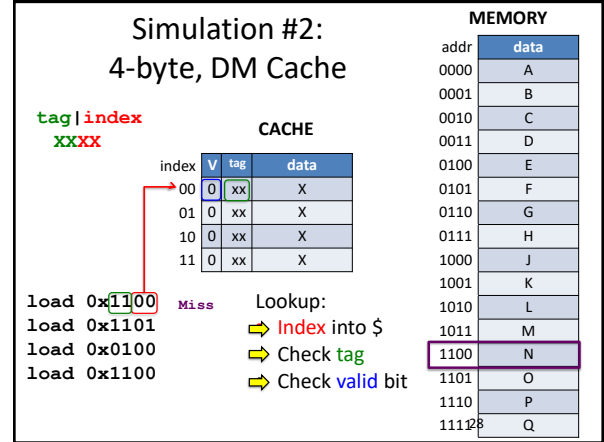 Simulation #2:
4-byte, DM Cache
tag|index
XXXX
CACHE
index V tag data
00 0 xx X
01 0 xx X
10 0 xx X
11 0 xx X
load 0x1100 Miss
load 0x1101
load 0x0100
load 0x1100
Lookup:
Index into $
Check tag
Check valid bit
MEMORY
addr data
0000 A
0001 B
0010 C
0011 D
0100 E
0101 F
0110 G
0111 H
1000 J
1001 K
1010 L
1011 M
1100 N
1101 O
1110 P
1111 Q
28